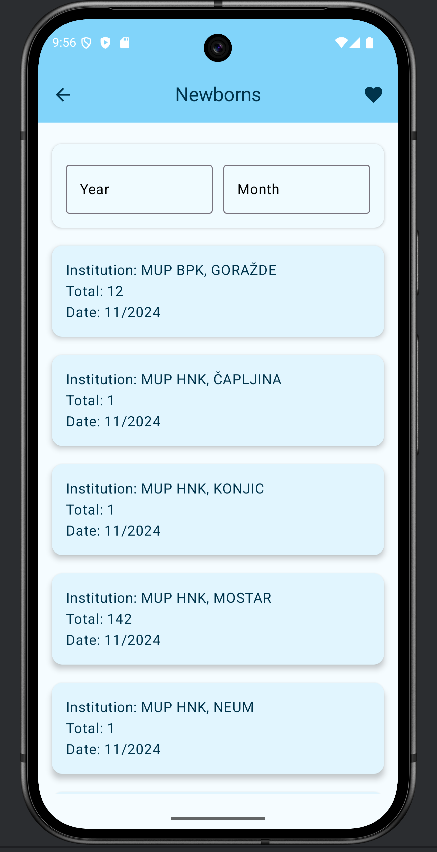 9:56
Newborns
Year
Month
Institution: MUP BPK, GORAŽDE
Total: 12
Date: 11/2024
Institution: MUP HNK, ČAPLJINA
Total: 1
Date: 11/2024
Institution: MUP HNK, KONJIC
Total: 1
Date: 11/2024
Institution: MUP HNK, MOSTAR
Total: 142
Date: 11/2024
Institution: MUP HNK, NEUM
Total: 1
Date: 11/2024